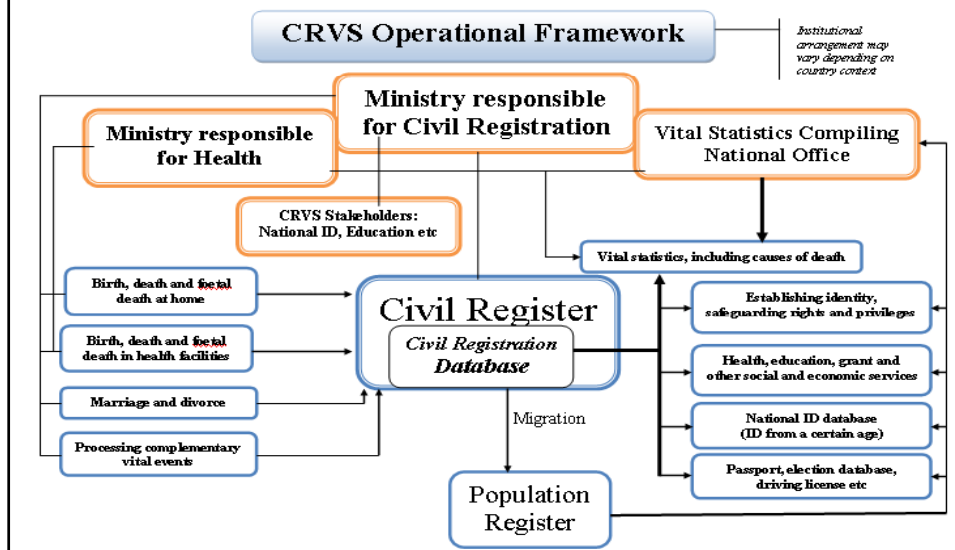 CRVS Operational Framework
Institutional
arrangement may
vary depending on
country context
Ministry responsible
for Civil Registration
Ministry responsible
for Health
Vital Statistics Compiling
National Office
CRVS Stakeholders:
National ID, Education etc
Vital statistics, including causes of death
Birth, death and foetal
death at home
Birth, death and foetal
death in health facilities
Marriage and divorce
Processing complementary
vital events
Civil Register
Civil Registration
Database
Migration
Population
Register
Establishing identity,
safeguarding rights and privileges
Health, education, grant and
other social and economic services
National ID database
(ID from a certain age)
Passport, election database,
driving license etc